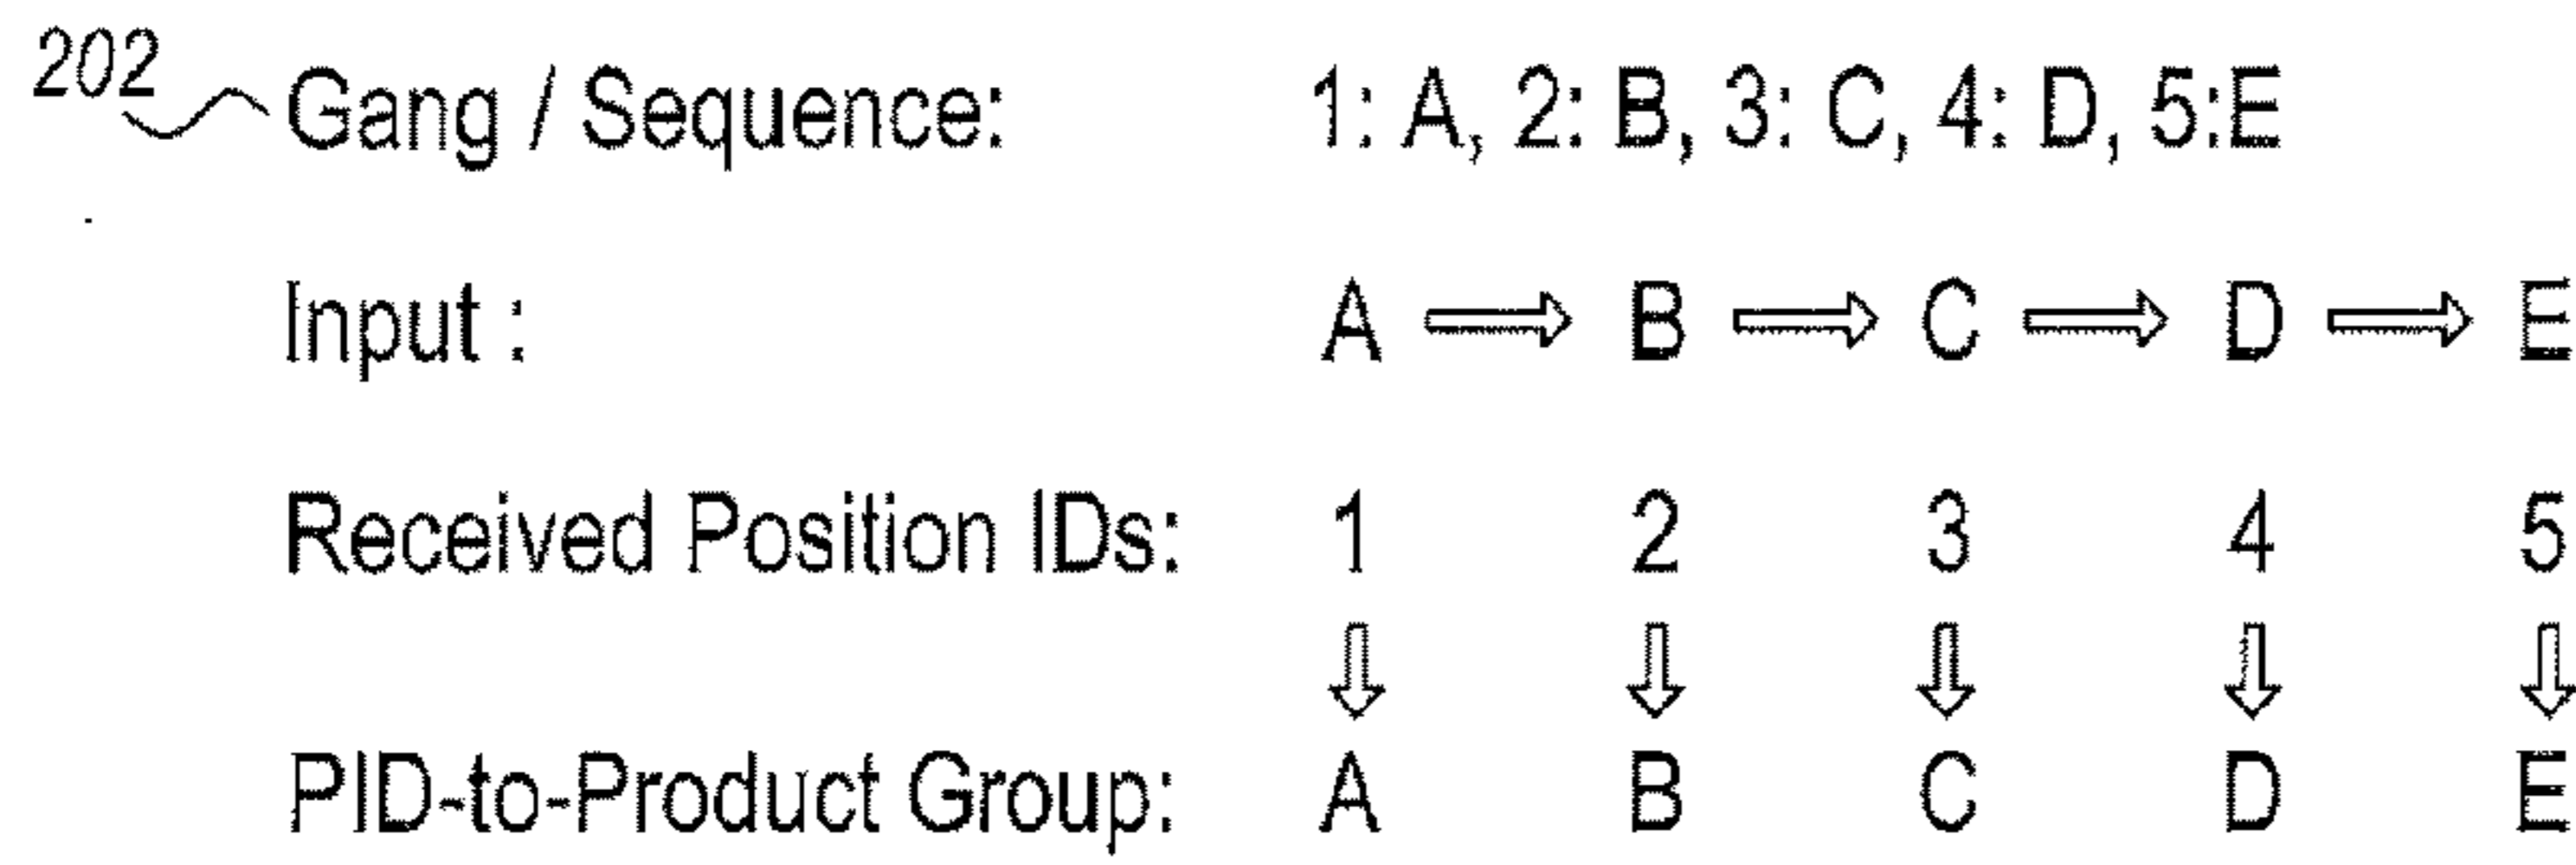 202 Gang / Sequence: 1: A, 2: B, 3: C, 4: D, 5:E
Input : A B C D E
Received Position IDs: 1 2 3 4 5
PID-to-Product Group: A B C D E